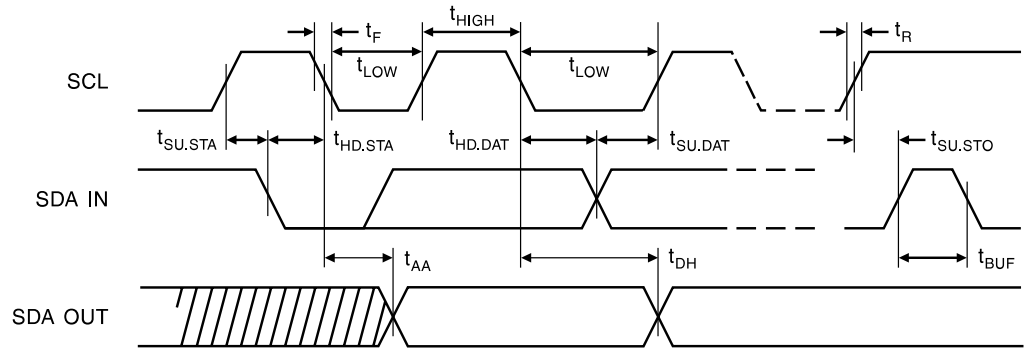 tF
tHIGH
tR
SCL
tLOW
tLOW
tSU.STA
tHD.STA
tHD.DAT
tSU.DAT
tSU.STO
SDA IN
tAA
tDH
tBUF
SDA OUT